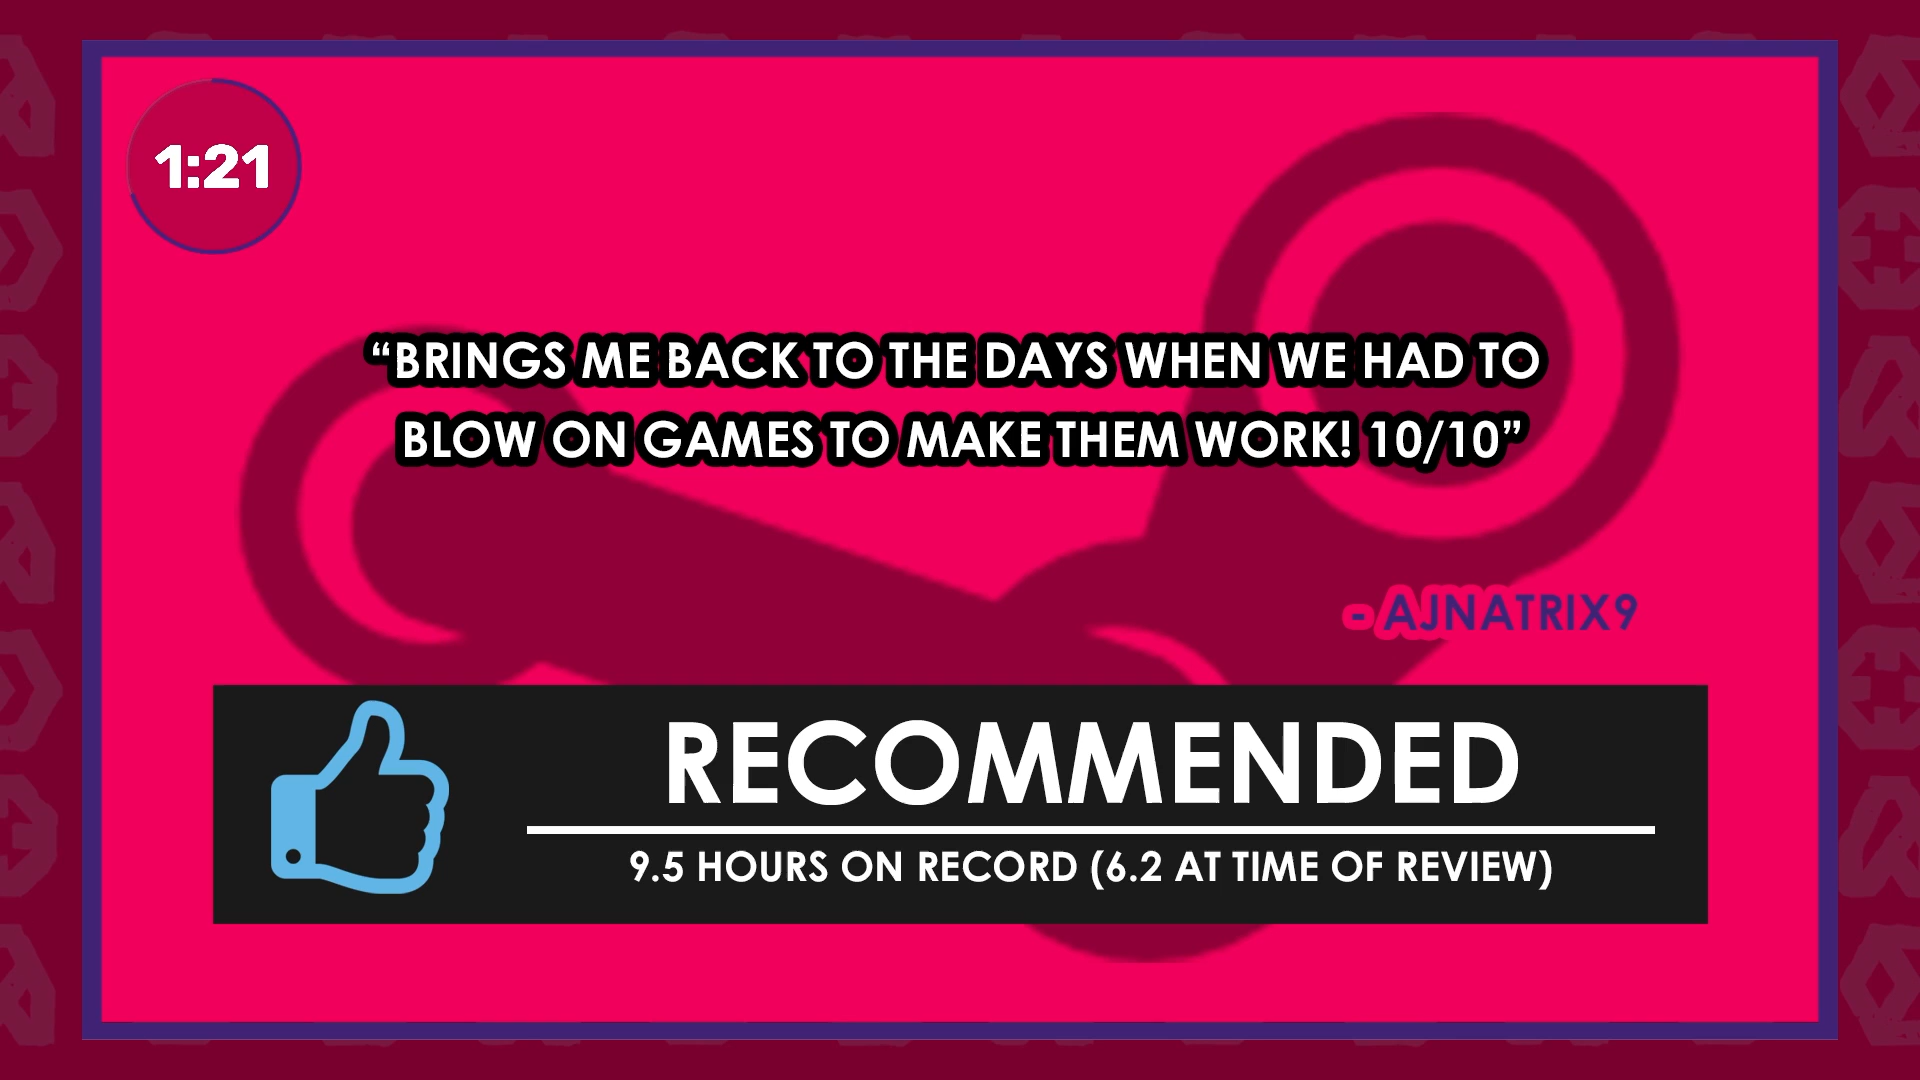 1:21
“BRINGS ME BACK TO THE DAYS WHEN WE HAD TO
BLOW ON GAMES TO MAKE THEM WORK! 10/10”
- AJNATRIX9
RECOMMENDED
9.5 HOURS ON RECORD (6.2 AT TIME OF REVIEW)